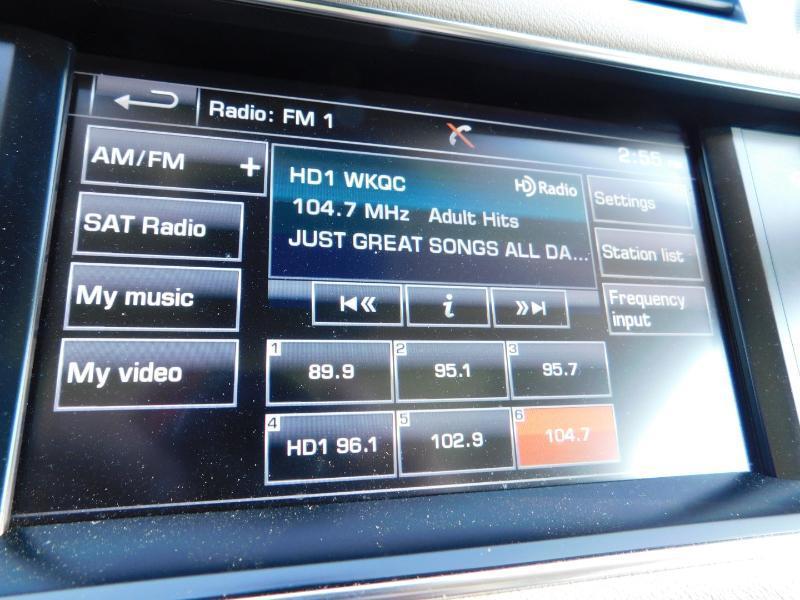 Radio: FM 1
2:55
AM/FM +
SAT Radio
My music
My video
HD1 WKQC
HD Radio
104.7 MHz Adult Hits
JUST GREAT SONGS ALL DA...
i
Settings
Station list
Frequency
input
1 89.9
2 95.1
3 95.7
4 HD1 96.1
5 102.9
6 104.7